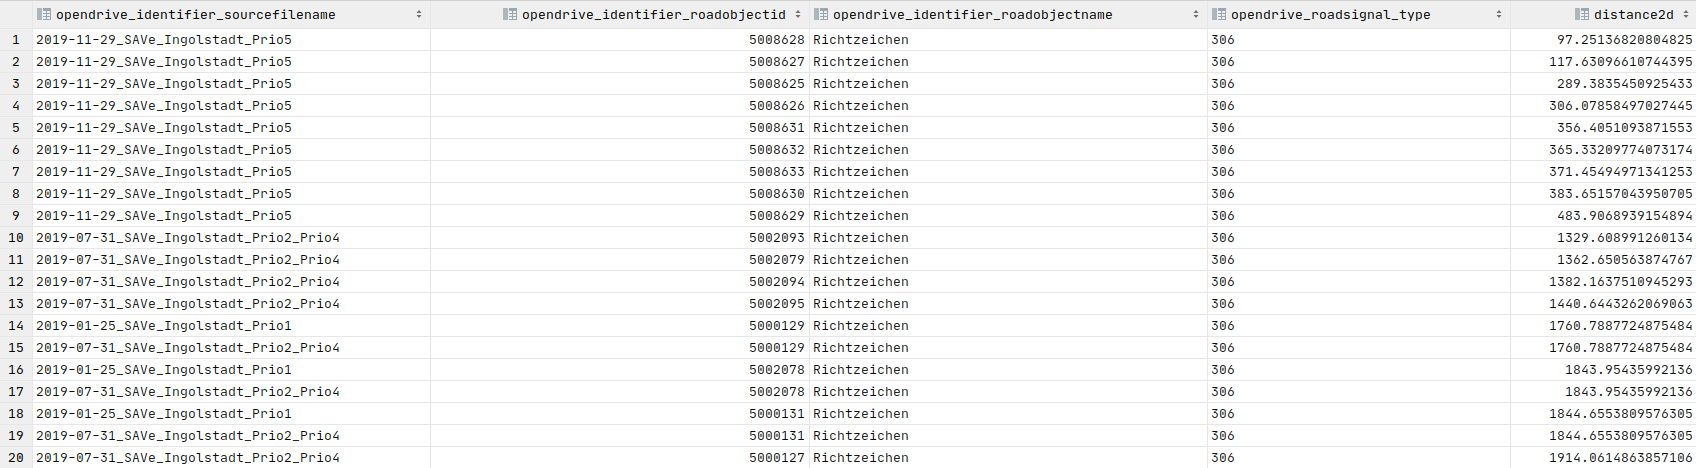 opendrive_identifier_sourcefilename opendrive_identifier_roadobjectid opendrive_identifier_roadobjectname opendrive_roadsignal_type distance2d
1 2019-11-29_SAVe_Ingolstadt_Prio5 5008628 Richtzeichen 306 97.25136820804825
2 2019-11-29_SAVe_Ingolstadt_Prio5 5008627 Richtzeichen 306 117.63096610744395
3 2019-11-29_SAVe_Ingolstadt_Prio5 5008625 Richtzeichen 306 289.3835450925433
4 2019-11-29_SAVe_Ingolstadt_Prio5 5008626 Richtzeichen 306 306.07858497027445
5 2019-11-29_SAVe_Ingolstadt_Prio5 5008631 Richtzeichen 306 356.4051093871553
6 2019-11-29_SAVe_Ingolstadt_Prio5 5008632 Richtzeichen 306 365.33209774073174
7 2019-11-29_SAVe_Ingolstadt_Prio5 5008633 Richtzeichen 306 371.45494971341253
8 2019-11-29_SAVe_Ingolstadt_Prio5 5008630 Richtzeichen 306 383.65157043950705
9 2019-11-29_SAVe_Ingolstadt_Prio5 5008629 Richtzeichen 306 483.9068939154894
10 2019-07-31_SAVe_Ingolstadt_Prio2_Prio4 5002093 Richtzeichen 306 1329.608991260134
11 2019-07-31_SAVe_Ingolstadt_Prio2_Prio4 5002079 Richtzeichen 306 1362.650563874767
12 2019-07-31_SAVe_Ingolstadt_Prio2_Prio4 5002094 Richtzeichen 306 1382.1637510945293
13 2019-07-31_SAVe_Ingolstadt_Prio2_Prio4 5002095 Richtzeichen 306 1440.6443262069063
14 2019-01-25_SAVe_Ingolstadt_Prio1 5000129 Richtzeichen 306 1760.7887724875484
15 2019-07-31_SAVe_Ingolstadt_Prio2_Prio4 5000129 Richtzeichen 306 1760.7887724875484
16 2019-01-25_SAVe_Ingolstadt_Prio1 5002078 Richtzeichen 306 1843.95435992136
17 2019-07-31_SAVe_Ingolstadt_Prio2_Prio4 5002078 Richtzeichen 306 1843.95435992136
18 2019-01-25_SAVe_Ingolstadt_Prio1 5000131 Richtzeichen 306 1844.6553809576305
19 2019-07-31_SAVe_Ingolstadt_Prio2_Prio4 5000131 Richtzeichen 306 1844.6553809576305
20 2019-07-31_SAVe_Ingolstadt_Prio2_Prio4 5000127 Richtzeichen 306 1914.0614863857106